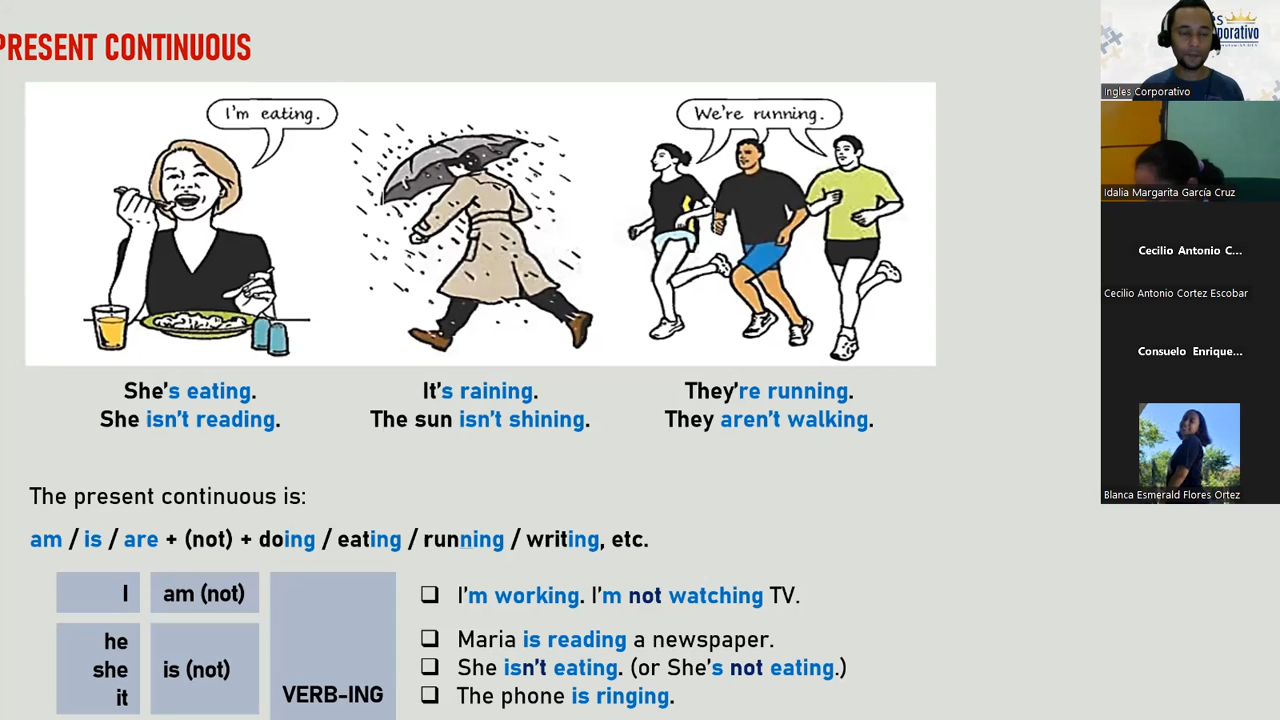 PRESENT CONTINUOUS
I'm eating.
We're running.
She's eating.
She isn't reading.
It's raining.
The sun isn't shining.
They're running.
They aren't walking.
The present continuous is:
am / is / are + (not) + doing / eating / running / writing, etc.
I
am (not)
he
she
it
is (not)
VERB-ING
❑ I'm working. I'm not watching TV.
❑ Maria is reading a newspaper.
❑ She isn't eating. (or She's not eating.)
❑ The phone is ringing.
Ingles Corporativo
Idalia Margarita García Cruz
Cecilio Antonio C...
Cecilio Antonio Cortez Escobar
Consuelo Enrique...
Blanca Esmerald Flores Ortez